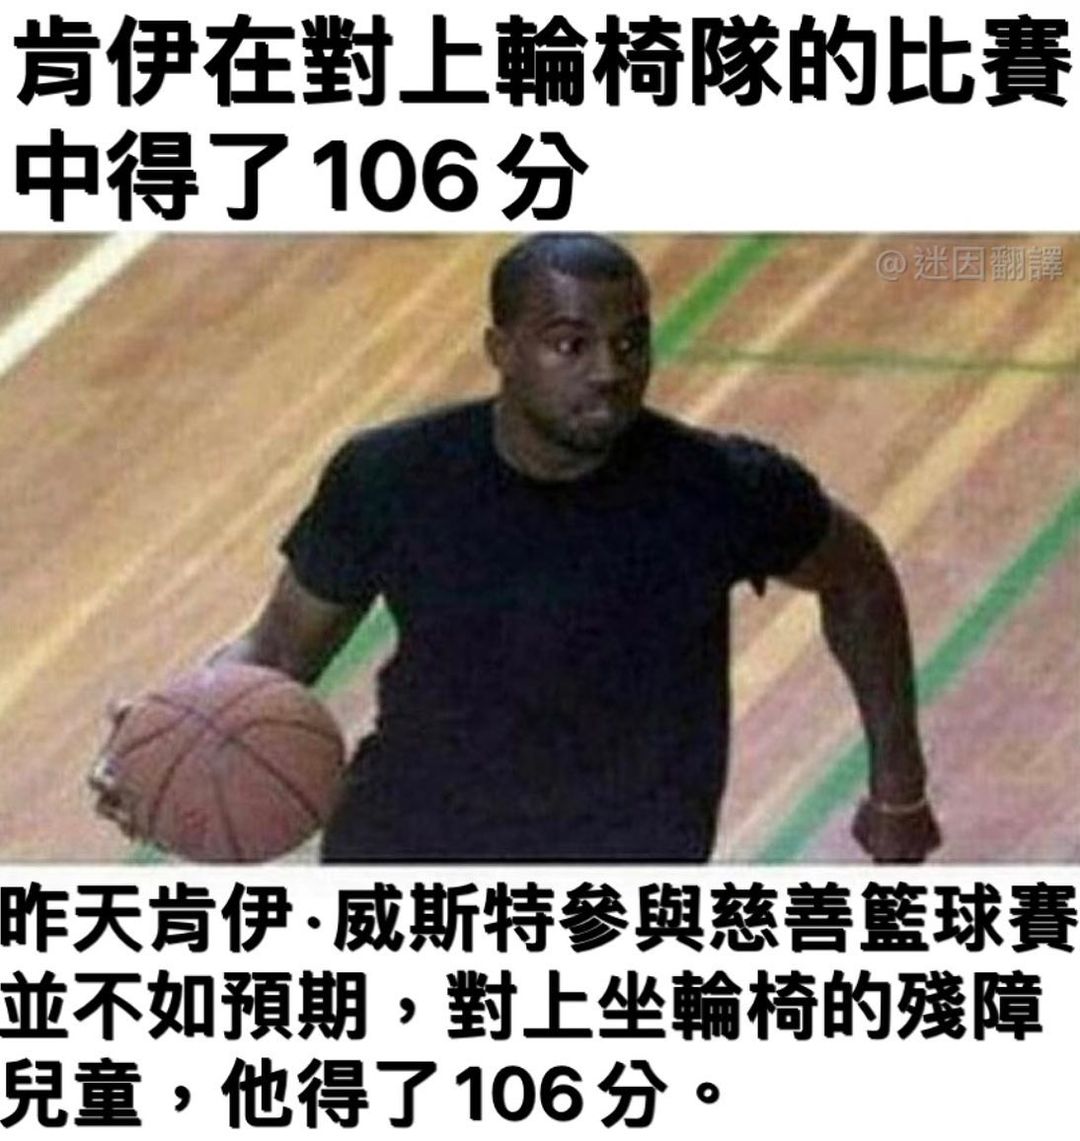 肯伊在對上輪椅隊的比賽
中得了106分
@迷因翻譯
昨天肯伊·威斯特參與慈善籃球賽
並不如預期，對上坐輪椅的殘障
兒童，他得了106分。